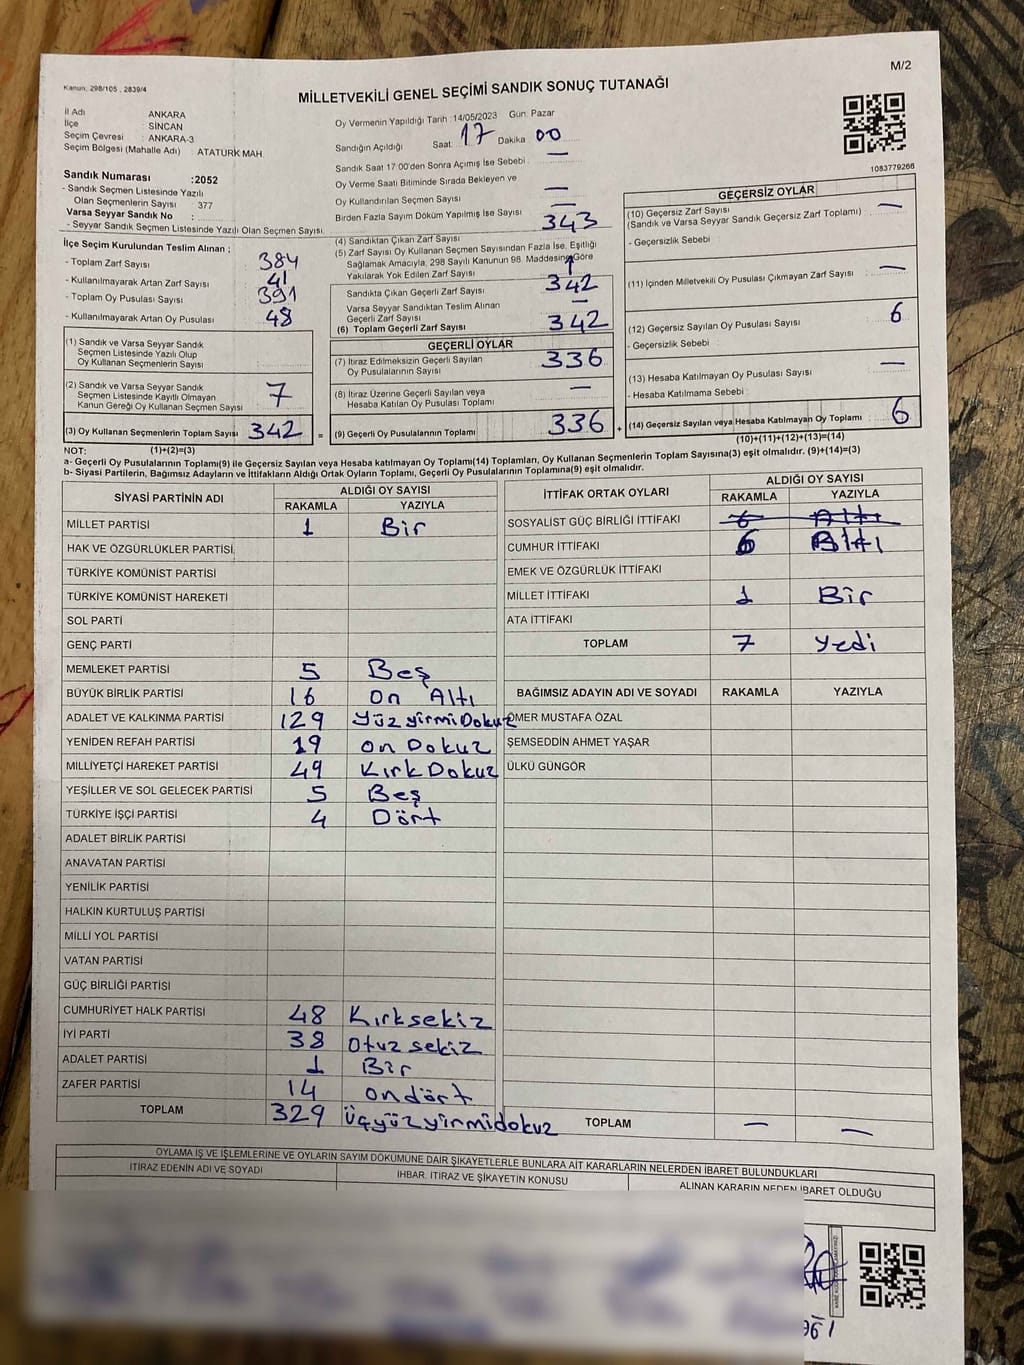 M/2
Kanun: 298/105 , 2839/4
MİLLETVEKİLİ GENEL SEÇİMİ SANDIK SONUÇ TUTANAĞI
İl Adı ANKARA
İlçe SİNCAN
Seçim Çevresi : ANKARA-3
Seçim Bölgesi (Mahalle Adı) ATATÜRK MAH
Oy Vermenin Yapıldığı Tarih :14/05/2023 Gün: Pazar
Sandığın Açıldığı Saat: 17 Dakika 00
Sandık Saat 17:00'den Sonra Açımış İse Sebebi : —
Oy Verme Saati Bitiminde Sırada Bekleyen ve
Oy Kullandırılan Seçmen Sayısı : —
Birden Fazla Sayım Döküm Yapılmış İse Sayısı : —
1083779266
Sandık Numarası :2052
- Sandık Seçmen Listesinde Yazılı
Olan Seçmenlerin Sayısı : 377
Varsa Seyyar Sandık No :
- Seyyar Sandık Seçmen Listesinde Yazılı Olan Seçmen Sayısı:
İlçe Seçim Kurulundan Teslim Alınan ;
- Toplam Zarf Sayısı : 384
- Kullanılmayarak Artan Zarf Sayısı : 41
- Toplam Oy Pusulası Sayısı : 391
- Kullanılmayarak Artan Oy Pusulası : 48
(1) Sandık ve Varsa Seyyar Sandık
Seçmen Listesinde Yazılı Olup
Oy Kullanan Seçmenlerin Sayısı :
(2) Sandık ve Varsa Seyyar Sandık
Seçmen Listesinde Kayıtlı Olmayan
Kanun Gereği Oy Kullanan Seçmen Sayısı : 7
(3) Oy Kullanan Seçmenlerin Toplam Sayısı : 342 =
(4) Sandıktan Çıkan Zarf Sayısı : 343
(5) Zarf Sayısı Oy Kullanan Seçmen Sayısından Fazla İse, Eşitliği
Sağlamak Amacıyla, 298 Sayılı Kanunun 98. Maddesine Göre
Yakılarak Yok Edilen Zarf Sayısı : 1
Sandıkta Çıkan Geçerli Zarf Sayısı : 342
Varsa Seyyar Sandıktan Teslim Alınan
Geçerli Zarf Sayısı : —
(6) Toplam Geçerli Zarf Sayısı : 342
GEÇERLİ OYLAR
(7) İtiraz Edilmeksizin Geçerli Sayılan
Oy Pusulalarının Sayısı : 336
(8) İtiraz Üzerine Geçerli Sayılan veya
Hesaba Katılan Oy Pusulası Toplamı : —
(9) Geçerli Oy Pusulalarının Toplamı : 336 +
GEÇERSİZ OYLAR
(10) Geçersiz Zarf Sayısı : —
(Sandık ve Varsa Seyyar Sandık Geçersiz Zarf Toplamı)
- Geçersizlik Sebebi :
(11) İçinden Milletvekili Oy Pusulası Çıkmayan Zarf Sayısı : —
(12) Geçersiz Sayılan Oy Pusulası Sayısı : 6
- Geçersizlik Sebebi :
(13) Hesaba Katılmayan Oy Pusulası Sayısı : —
- Hesaba Katılmama Sebebi :
(14) Geçersiz Sayılan veya Hesaba Katılmayan Oy Toplamı : 6
NOT: (1)+(2)=(3) (10)+(11)+(12)+(13)=(14)
a- Geçerli Oy Pusulalarının Toplamı(9) ile Geçersiz Sayılan veya Hesaba katılmayan Oy Toplamı(14) Toplamları, Oy Kullanan Seçmenlerin Toplam Sayısına(3) eşit olmalıdır. (9)+(14)=(3)
b- Siyasi Partilerin, Bağımsız Adayların ve İttifakların Aldığı Ortak Oyların Toplamı, Geçerli Oy Pusulalarının Toplamına(9) eşit olmalıdır.
SİYASİ PARTİNİN ADI ALDIĞI OY SAYISI
RAKAMLA YAZIYLA
MİLLET PARTİSİ 1 Bir
HAK VE ÖZGÜRLÜKLER PARTİSİ
TÜRKİYE KOMÜNİST PARTİSİ
TÜRKİYE KOMÜNİST HAREKETİ
SOL PARTİ
GENÇ PARTİ
MEMLEKET PARTİSİ 5 Beş
BÜYÜK BİRLİK PARTİSİ 16 on Altı
ADALET VE KALKINMA PARTİSİ 129 Yüz yirmi Dokuz
YENİDEN REFAH PARTİSİ 19 on Dokuz
MİLLİYETÇİ HAREKET PARTİSİ 49 Kırk Dokuz
YEŞİLLER VE SOL GELECEK PARTİSİ 5 Beş
TÜRKİYE İŞÇİ PARTİSİ 4 Dört
ADALET BİRLİK PARTİSİ
ANAVATAN PARTİSİ
YENİLİK PARTİSİ
HALKIN KURTULUŞ PARTİSİ
MİLLİ YOL PARTİSİ
VATAN PARTİSİ
GÜÇ BİRLİĞİ PARTİSİ
CUMHURİYET HALK PARTİSİ 48 Kırksekiz
İYİ PARTİ 38 Otuz sekiz
ADALET PARTİSİ 1 Bir
ZAFER PARTİSİ 14 ondört
TOPLAM 329 üçyüz yirmidokuz
İTTİFAK ORTAK OYLARI ALDIĞI OY SAYISI
RAKAMLA YAZIYLA
SOSYALİST GÜÇ BİRLİĞİ İTTİFAKI 6 Altı
CUMHUR İTTİFAKI 6 Altı
EMEK VE ÖZGÜRLÜK İTTİFAKI
MİLLET İTTİFAKI 1 Bir
ATA İTTİFAKI
TOPLAM 7 yedi
BAĞIMSIZ ADAYIN ADI VE SOYADI RAKAMLA YAZIYLA
ÖMER MUSTAFA ÖZAL
ŞEMSEDDİN AHMET YAŞAR
ÜLKÜ GÜNGÖR
TOPLAM — —
OYLAMA İŞ VE İŞLEMLERİNE VE OYLARIN SAYIM DÖKÜMÜNE DAİR ŞİKAYETLERLE BUNLARA AİT KARARLARIN NELERDEN İBARET BULUNDUKLARI
İTİRAZ EDENİN ADI VE SOYADI İHBAR, İTİRAZ VE ŞİKAYETİN KONUSU ALINAN KARARIN NEDEN İBARET OLDUĞU